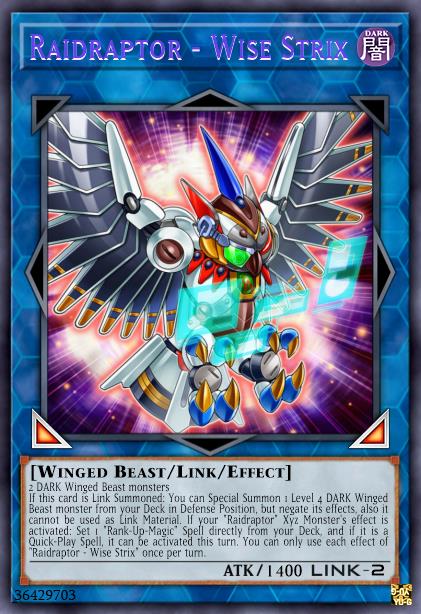 Raidraptor - Wise Strix
DARK
闇
[Winged Beast/Link/Effect]
2 DARK Winged Beast monsters
If this card is Link Summoned: You can Special Summon 1 Level 4 DARK Winged
Beast monster from your Deck in Defense Position, but negate its effects, also it
cannot be used as Link Material. If your "Raidraptor" Xyz Monster's effect is
activated: Set 1 "Rank-Up-Magic" Spell directly from your Deck, and if it is a
Quick-Play Spell, it can be activated this turn. You can only use each effect of
"Raidraptor - Wise Strix" once per turn.
ATK/1400 LINK-2
36429703